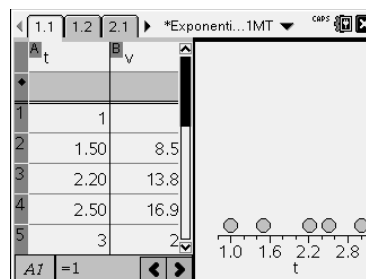 1.1 1.2 2.1 *Exponenti...1MT CAPS
A t B v
1 1
2 1.50 8.5
3 2.20 13.8
4 2.50 16.9
5 3 2
1.0 1.6 2.2 2.8
t
A1 =1